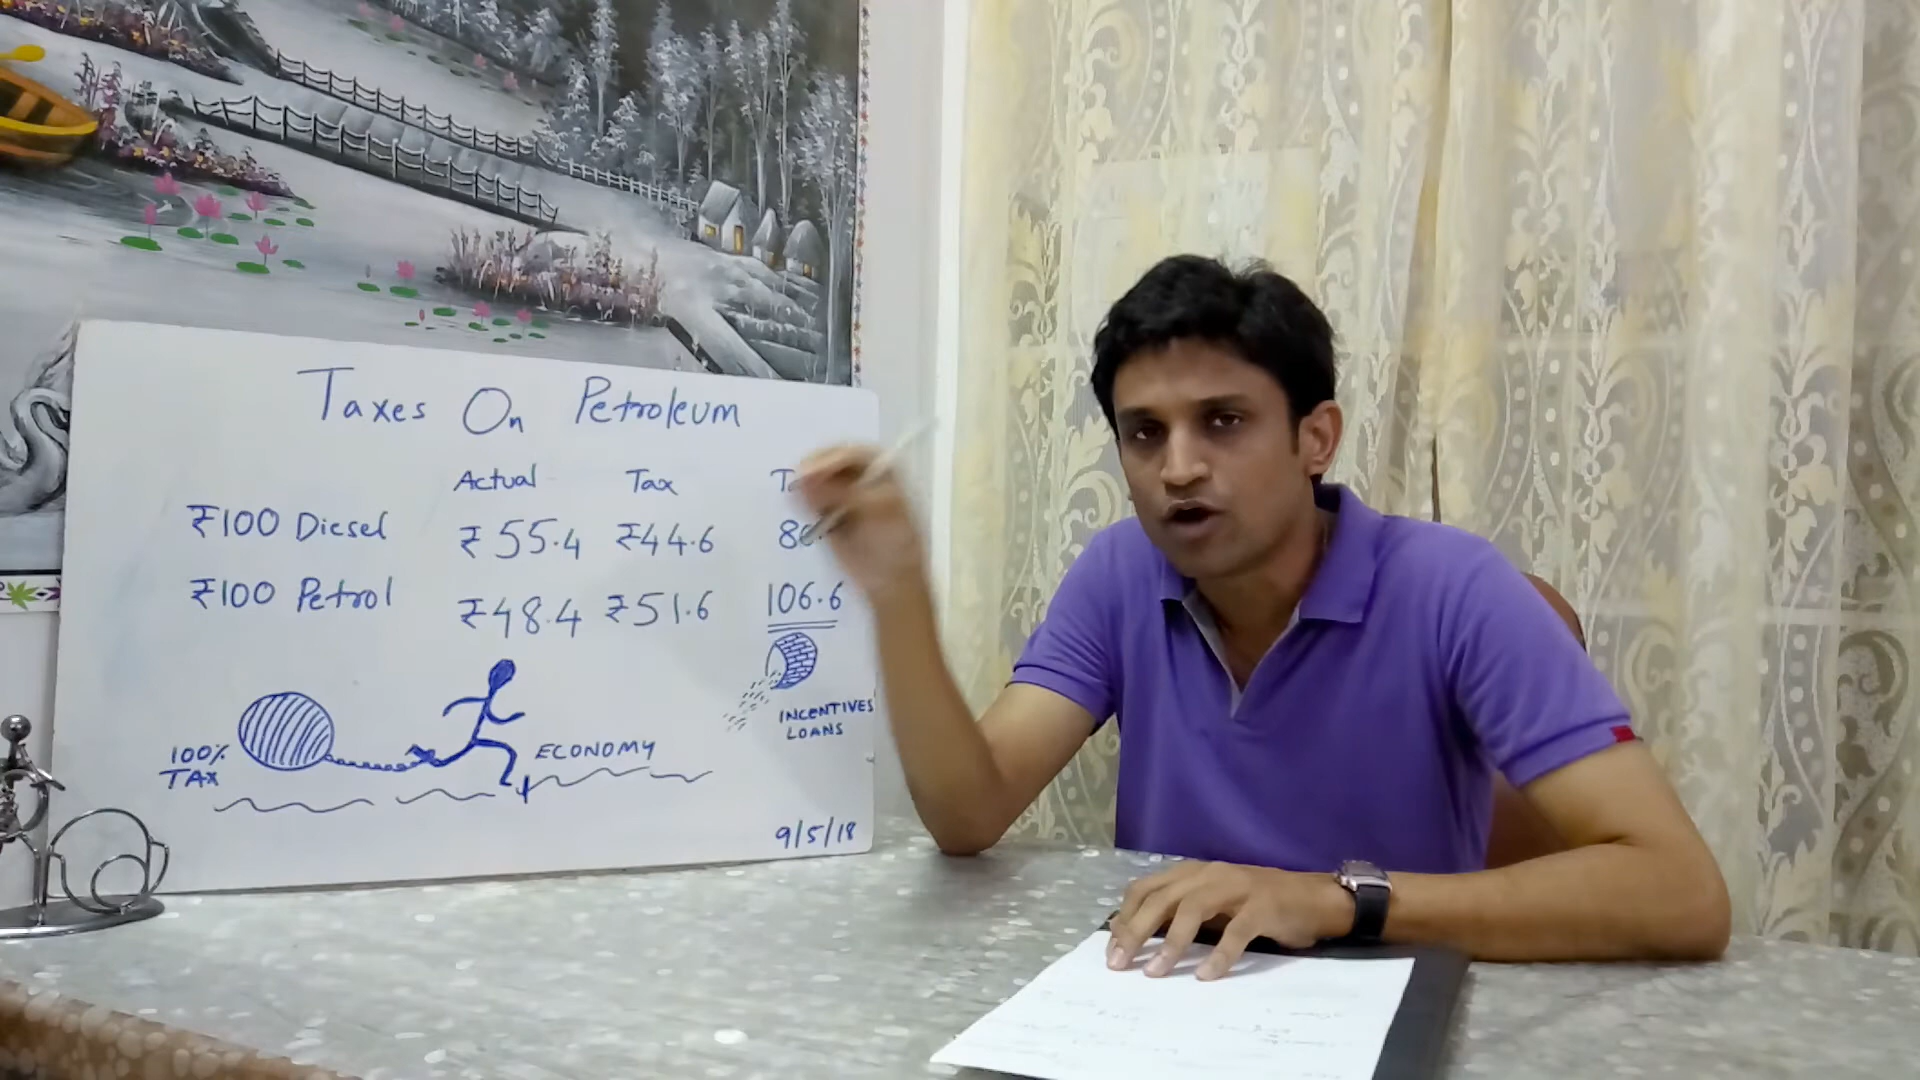 Taxes On Petroleum
Actual Tax
₹100 Diesel ₹55.4 ₹44.6
₹100 Petrol ₹48.4 ₹51.6 106.6
INCENTIVES
LOANS
100%
TAX
ECONOMY
9/5/18